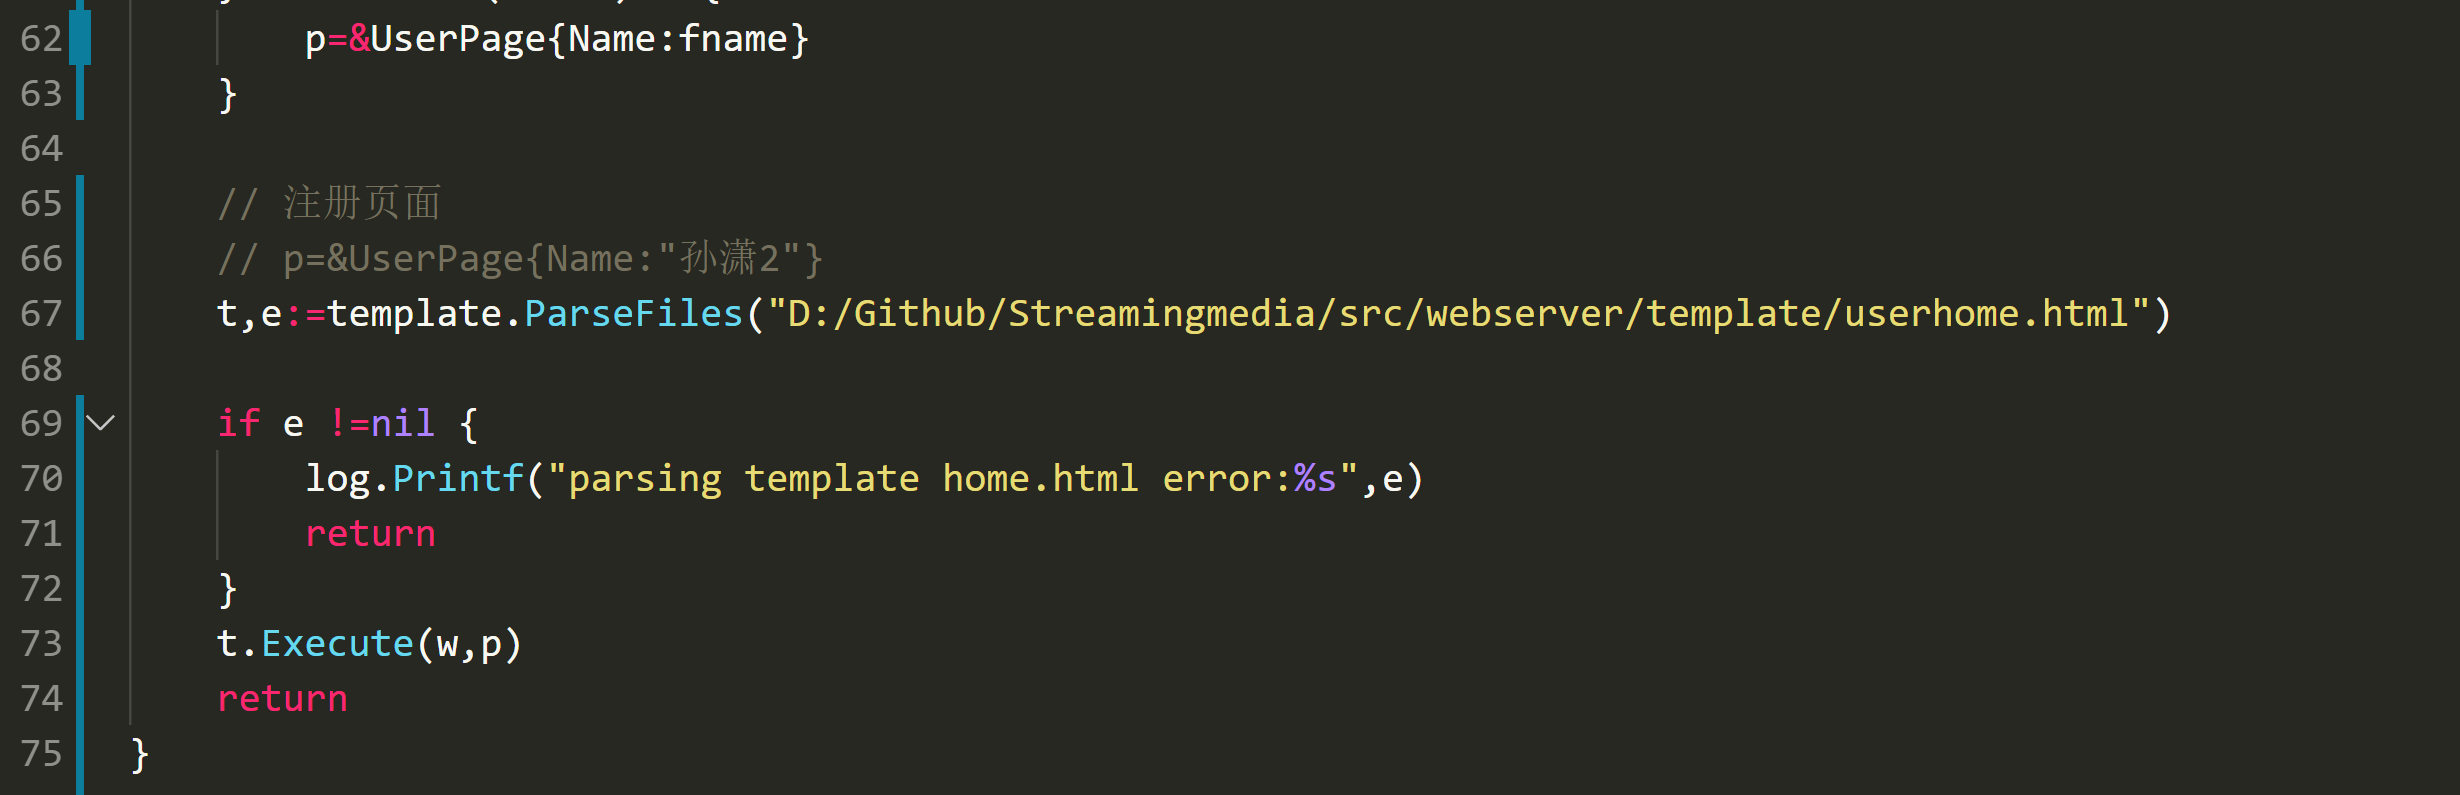 62 p=&UserPage{Name:fname}
63 }
64
65 // 注册页面
66 // p=&UserPage{Name:"孙潇2"}
67 t,e:=template.ParseFiles("D:/Github/Streamingmedia/src/webserver/template/userhome.html")
68
69 if e !=nil {
70 log.Printf("parsing template home.html error:%s",e)
71 return
72 }
73 t.Execute(w,p)
74 return
75 }